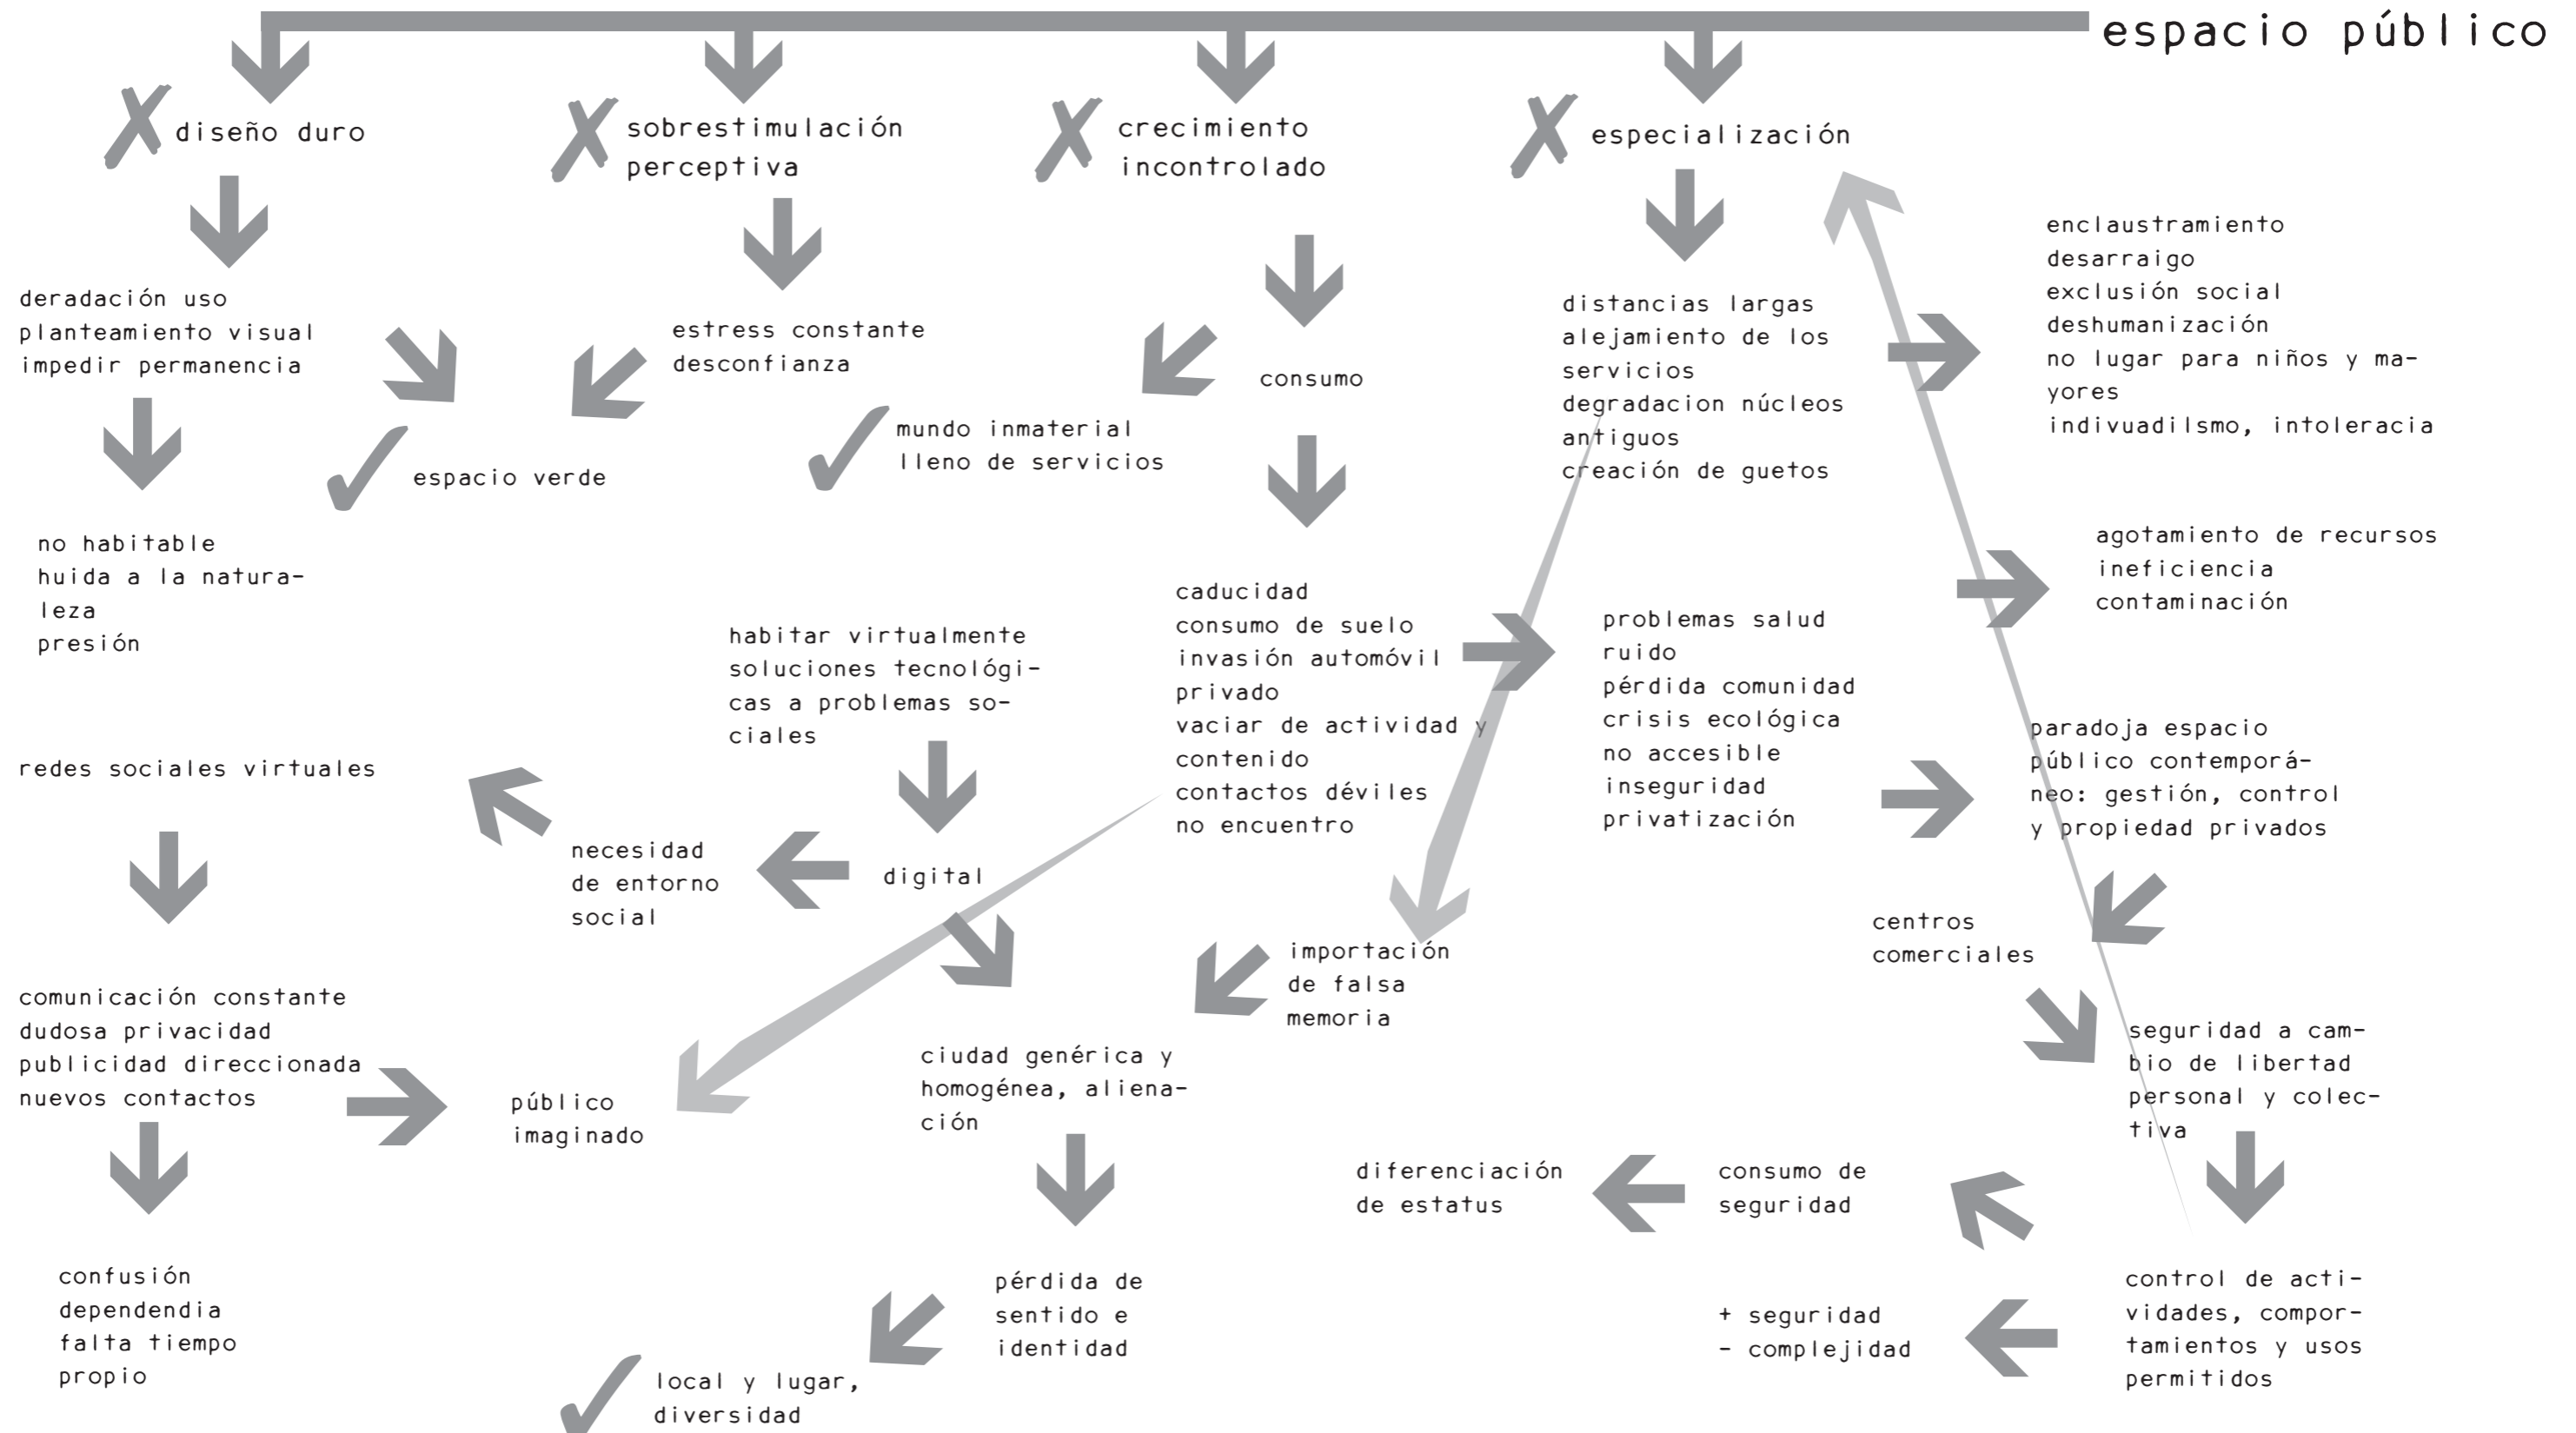 espacio público
diseño duro
sobrestimulación
perceptiva
crecimiento
incontrolado
especialización
deradación uso
planteamiento visual
impedir permanencia
estress constante
desconfianza
consumo
distancias largas
alejamiento de los
servicios
degradacion núcleos
antiguos
creación de guetos
enclaustramiento
desarraigo
exclusión social
deshumanización
no lugar para niños y ma-
yores
indivuadilsmo, intoleracia
espacio verde
mundo inmaterial
lleno de servicios
no habitable
huida a la natura-
leza
presión
habitar virtualmente
soluciones tecnológi-
cas a problemas so-
ciales
caducidad
consumo de suelo
invasión automóvil
privado
vaciar de actividad y
contenido
contactos déviles
no encuentro
problemas salud
ruido
pérdida comunidad
crisis ecológica
no accesible
inseguridad
privatización
agotamiento de recursos
ineficiencia
contaminación
paradoja espacio
público contemporá-
neo: gestión, control
y propiedad privados
redes sociales virtuales
necesidad
de entorno
social
digital
importación
de falsa
memoria
centros
comerciales
comunicación constante
dudosa privacidad
publicidad direccionada
nuevos contactos
público
imaginado
ciudad genérica y
homogénea, aliena-
ción
seguridad a cam-
bio de libertad
personal y colec-
tiva
diferenciación
de estatus
consumo de
seguridad
confusión
dependendia
falta tiempo
propio
pérdida de
sentido e
identidad
+ seguridad
- complejidad
control de acti-
vidades, compor-
tamientos y usos
permitidos
local y lugar,
diversidad